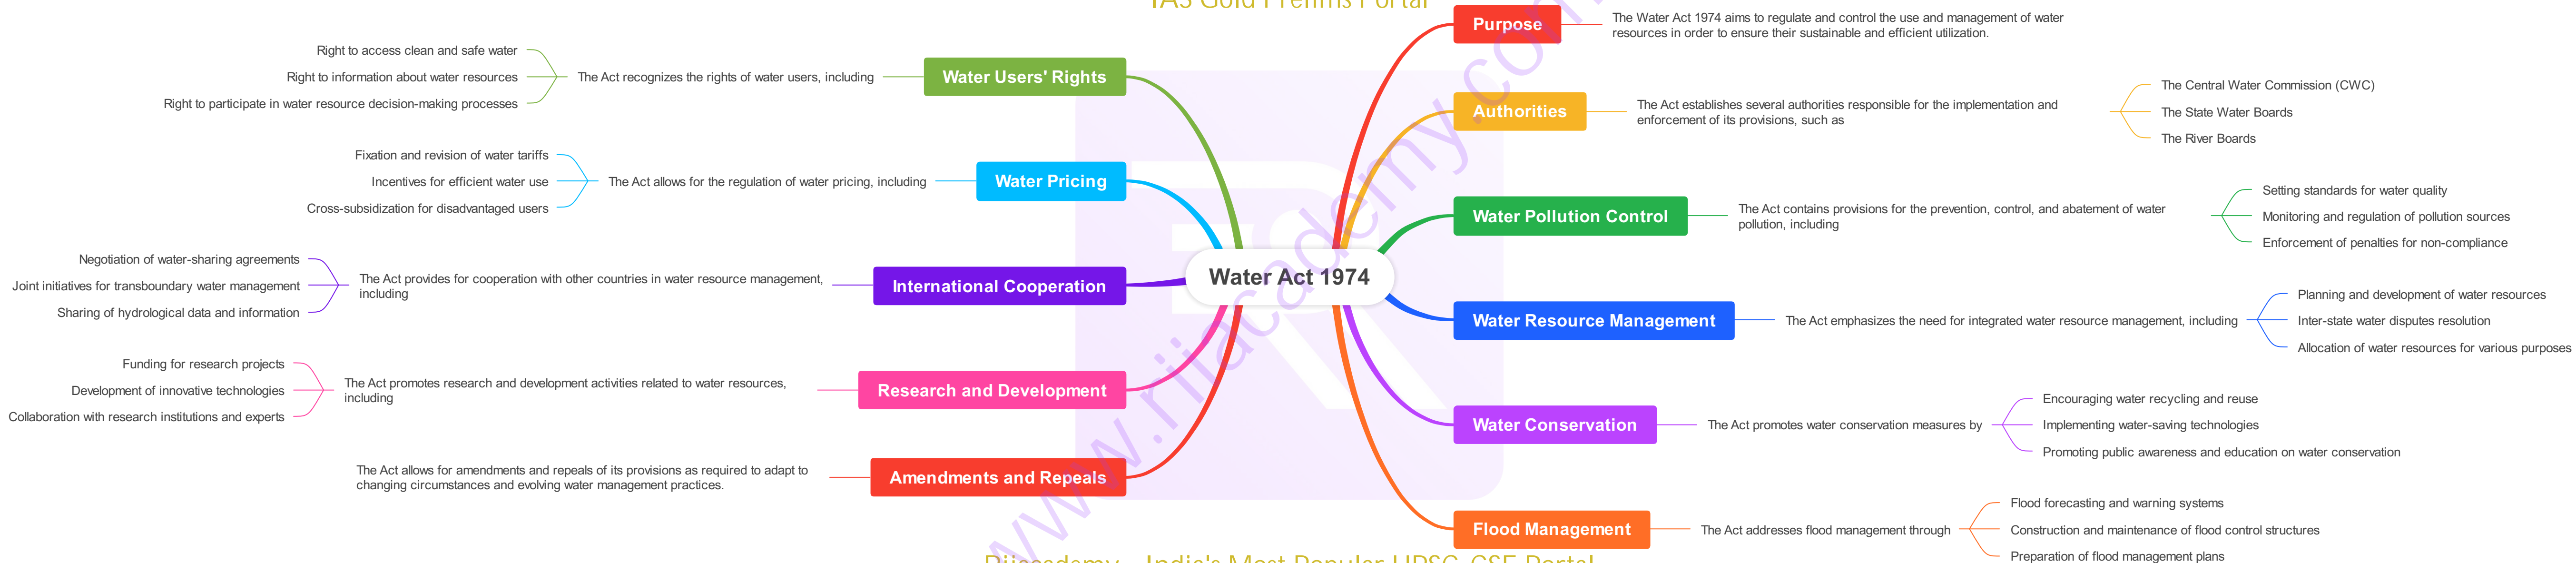 IAS Gold Prelims Portal
Water Act 1974
Purpose
The Water Act 1974 aims to regulate and control the use and management of water
resources in order to ensure their sustainable and efficient utilization.
Authorities
The Act establishes several authorities responsible for the implementation and
enforcement of its provisions, such as
The Central Water Commission (CWC)
The State Water Boards
The River Boards
Water Pollution Control
The Act contains provisions for the prevention, control, and abatement of water
pollution, including
Setting standards for water quality
Monitoring and regulation of pollution sources
Enforcement of penalties for non-compliance
Water Resource Management
The Act emphasizes the need for integrated water resource management, including
Planning and development of water resources
Inter-state water disputes resolution
Allocation of water resources for various purposes
Water Conservation
The Act promotes water conservation measures by
Encouraging water recycling and reuse
Implementing water-saving technologies
Promoting public awareness and education on water conservation
Flood Management
The Act addresses flood management through
Flood forecasting and warning systems
Construction and maintenance of flood control structures
Preparation of flood management plans
Water Users' Rights
The Act recognizes the rights of water users, including
Right to access clean and safe water
Right to information about water resources
Right to participate in water resource decision-making processes
Water Pricing
The Act allows for the regulation of water pricing, including
Fixation and revision of water tariffs
Incentives for efficient water use
Cross-subsidization for disadvantaged users
International Cooperation
The Act provides for cooperation with other countries in water resource management,
including
Negotiation of water-sharing agreements
Joint initiatives for transboundary water management
Sharing of hydrological data and information
Research and Development
The Act promotes research and development activities related to water resources,
including
Funding for research projects
Development of innovative technologies
Collaboration with research institutions and experts
Amendments and Repeals
The Act allows for amendments and repeals of its provisions as required to adapt to
changing circumstances and evolving water management practices.
www.rijiacademy.com
Rijiacademy - India's Most Popular UPSC-CSE Portal